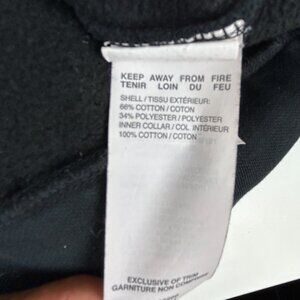 KEEP AWAY FROM FIRE
TENIR LOIN DU FEU
SHELL / TISSU EXTÉRIEUR:
66% COTTON / COTON
34% POLYESTER / POLYESTER
INNER COLLAR / COL INTÉRIEUR
100% COTTON / COTON
EXCLUSIVE OF TRIM
GARNITURE NON COMPRISE